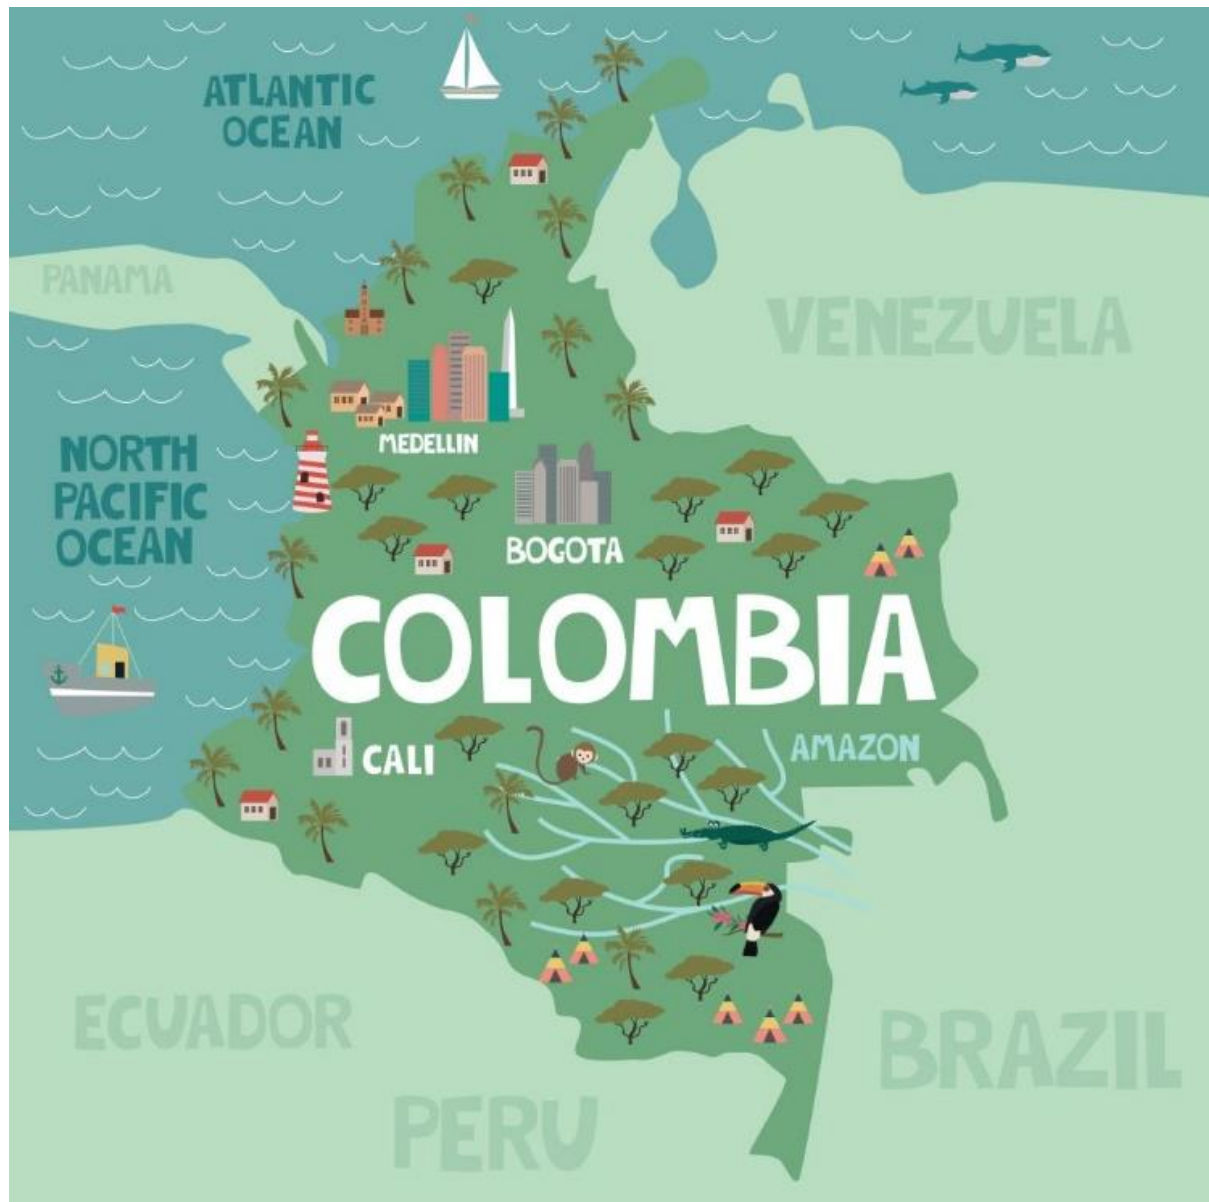 ATLANTIC
OCEAN
PANAMA
VENEZUELA
NORTH
PACIFIC
OCEAN
MEDELLIN
BOGOTA
COLOMBIA
CALI
AMAZON
ECUADOR
BRAZIL
PERU